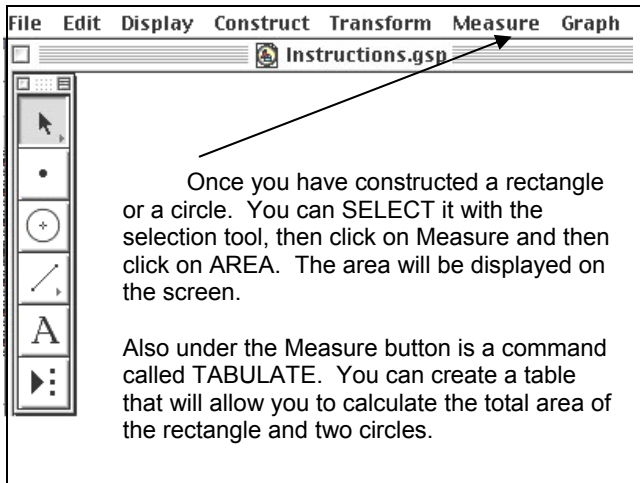 File Edit Display Construct Transform Measure Graph
Instructions.gsp
A
Once you have constructed a rectangle
or a circle. You can SELECT it with the
selection tool, then click on Measure and then
click on AREA. The area will be displayed on
the screen.
Also under the Measure button is a command
called TABULATE. You can create a table
that will allow you to calculate the total area of
the rectangle and two circles.